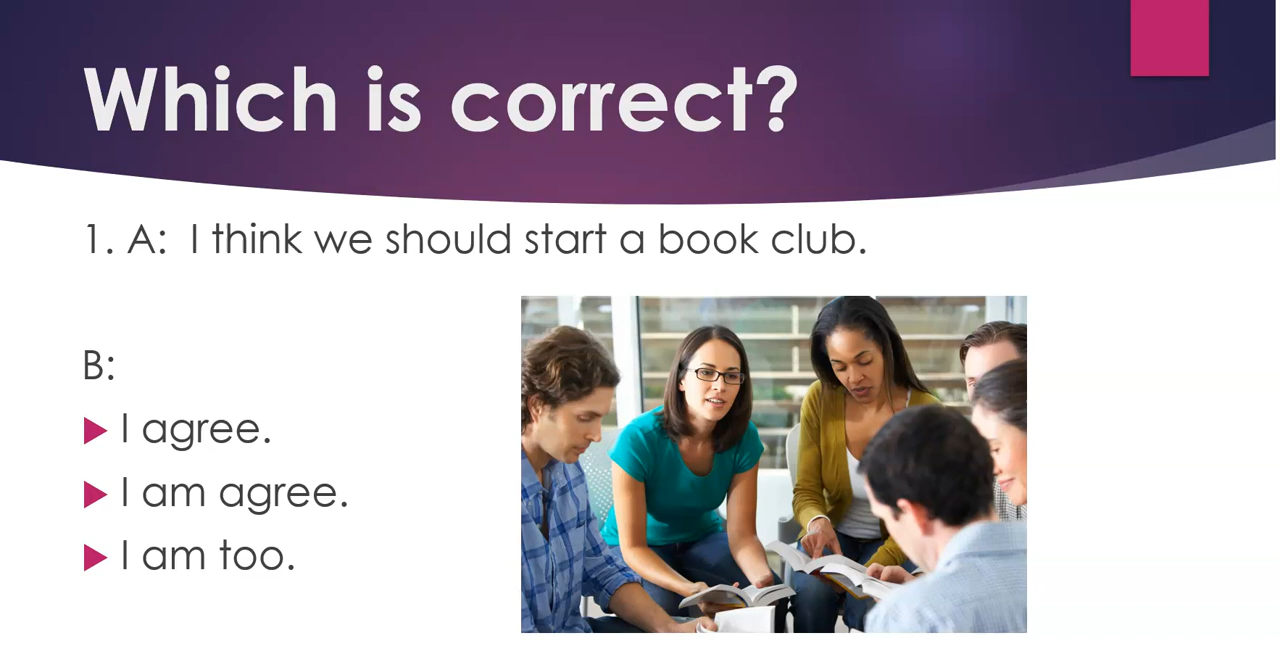 Which is correct?
1. A: I think we should start a book club.
B:
I agree.
I am agree.
I am too.